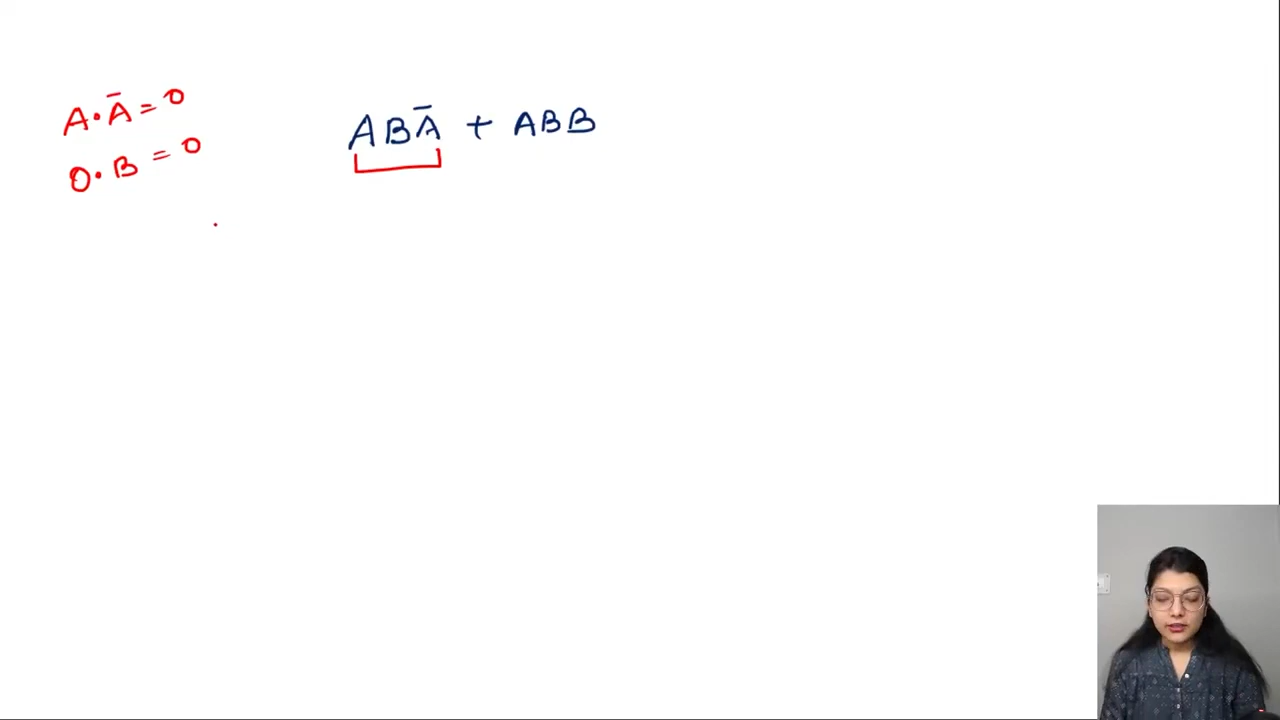 A·Ā = 0
0·B = 0
ABĀ + ABB